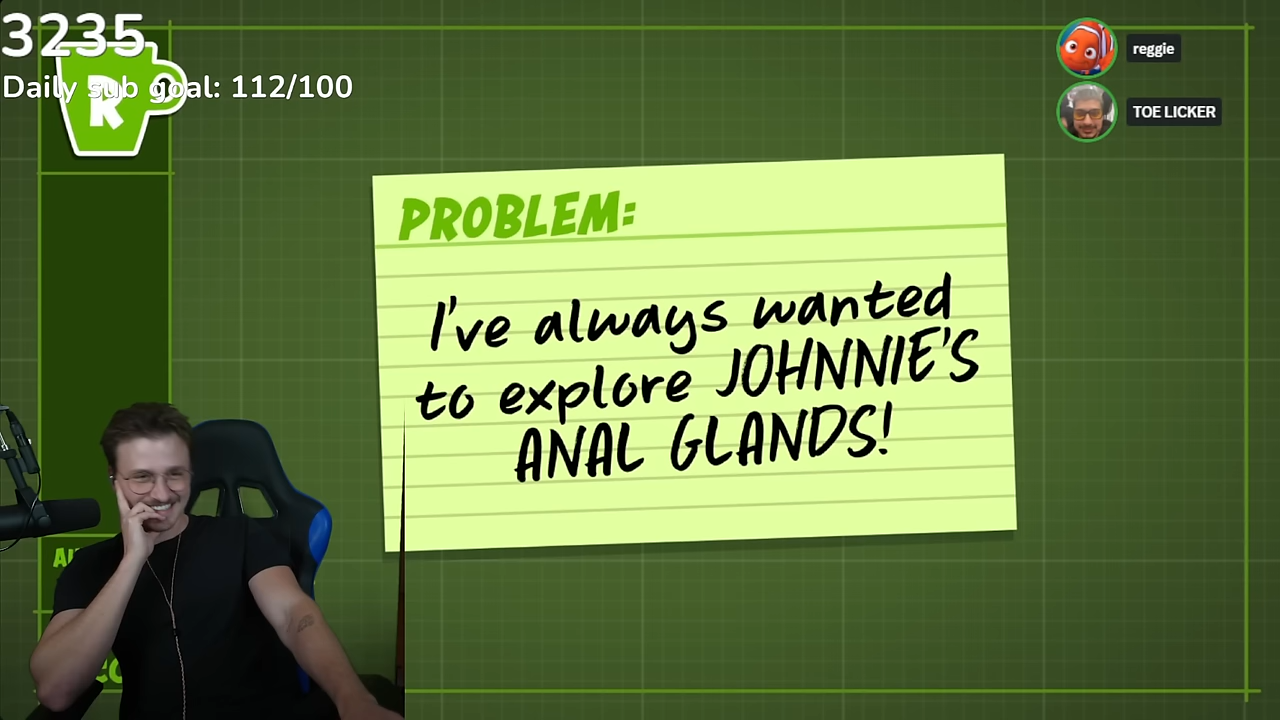 3235
Daily sub goal: 112/100
R
reggie
TOE LICKER
PROBLEM:
I've always wanted
to explore JOHNNIE'S
ANAL GLANDS!